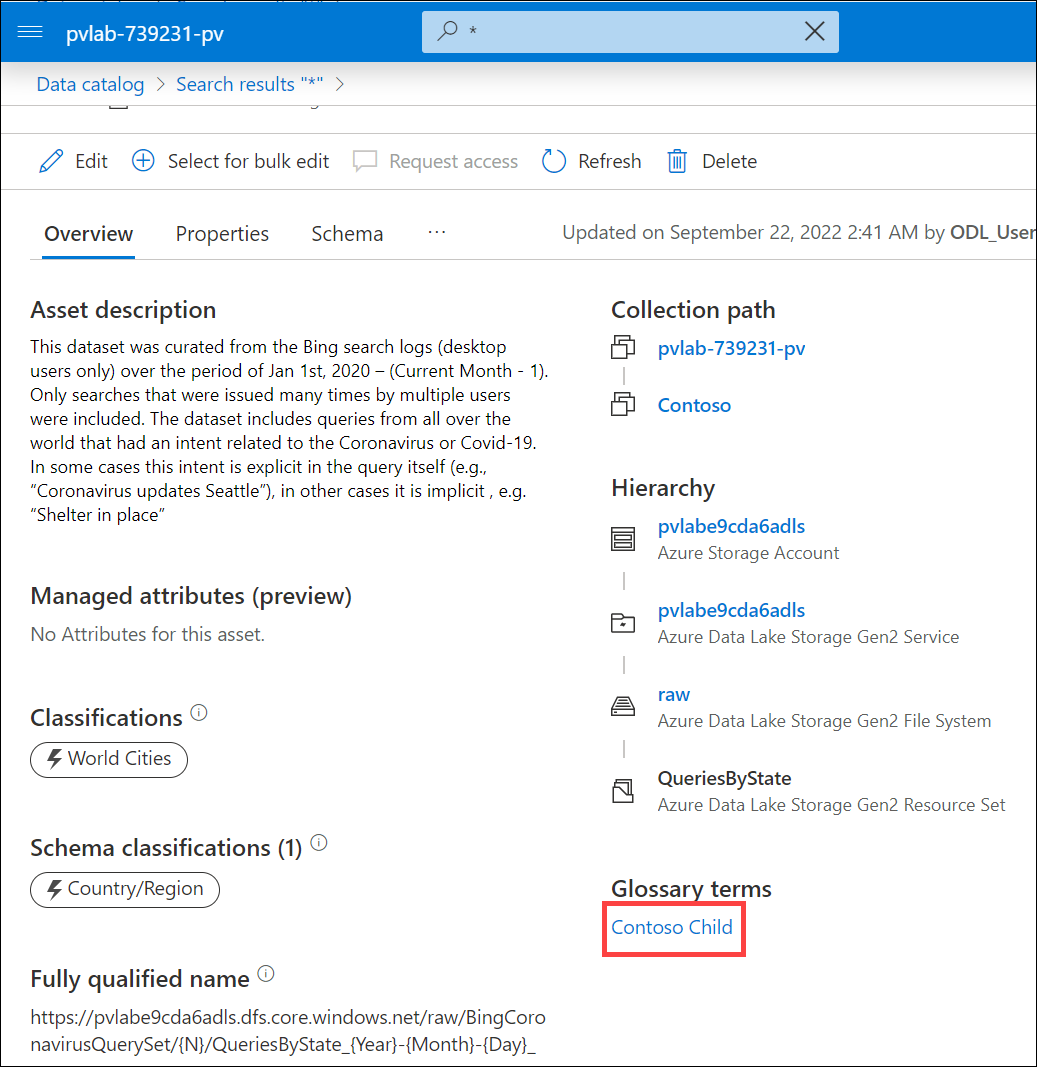 pvlab-739231-pv
*
Data catalog > Search results "*" >
Edit
Select for bulk edit
Request access
Refresh
Delete
Overview
Properties
Schema
...
Updated on September 22, 2022 2:41 AM by ODL_User
Asset description
This dataset was curated from the Bing search logs (desktop
users only) over the period of Jan 1st, 2020 – (Current Month - 1).
Only searches that were issued many times by multiple users
were included. The dataset includes queries from all over the
world that had an intent related to the Coronavirus or Covid-19.
In some cases this intent is explicit in the query itself (e.g.,
“Coronavirus updates Seattle”), in other cases it is implicit , e.g.
“Shelter in place”
Managed attributes (preview)
No Attributes for this asset.
Classifications
World Cities
Schema classifications (1)
Country/Region
Fully qualified name
https://pvlabe9cda6adls.dfs.core.windows.net/raw/BingCoro
navirusQuerySet/{N}/QueriesByState_{Year}-{Month}-{Day}_
Collection path
pvlab-739231-pv
Contoso
Hierarchy
pvlabe9cda6adls
Azure Storage Account
pvlabe9cda6adls
Azure Data Lake Storage Gen2 Service
raw
Azure Data Lake Storage Gen2 File System
QueriesByState
Azure Data Lake Storage Gen2 Resource Set
Glossary terms
Contoso Child